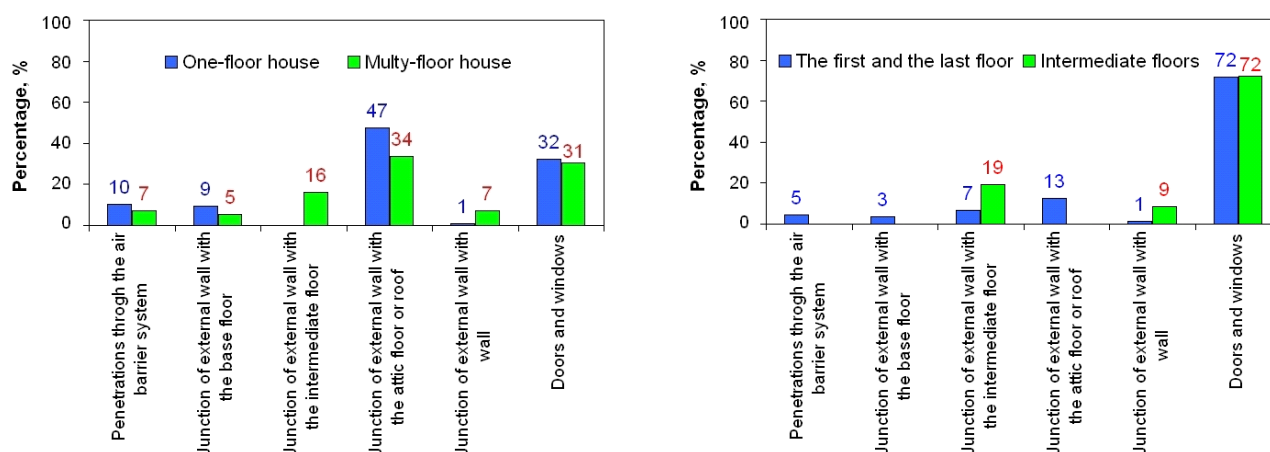 100
80
60
40
20
0
Percentage, %
One-floor house
Multy-floor house
10
7
9
5
16
47
34
1
7
32
31
Penetrations throgh the air
barrier system
Junction of external wall with
the base floor
Junction of external wall with
the intermediate floor
Junction of external wall with
the attic floor or roof
Junction of external wall with
wall
Doors and windows
100
80
60
40
20
0
Percentage, %
The first and the last floor
Intermediate floors
5
3
7
19
13
1
9
72
72
Penetrations throgh the air
barrier system
Junction of external wall with
the base floor
Junction of external wall with
the intermediate floor
Junction of external wall with
the attic floor or roof
Junction of external wall with
wall
Doors and windows